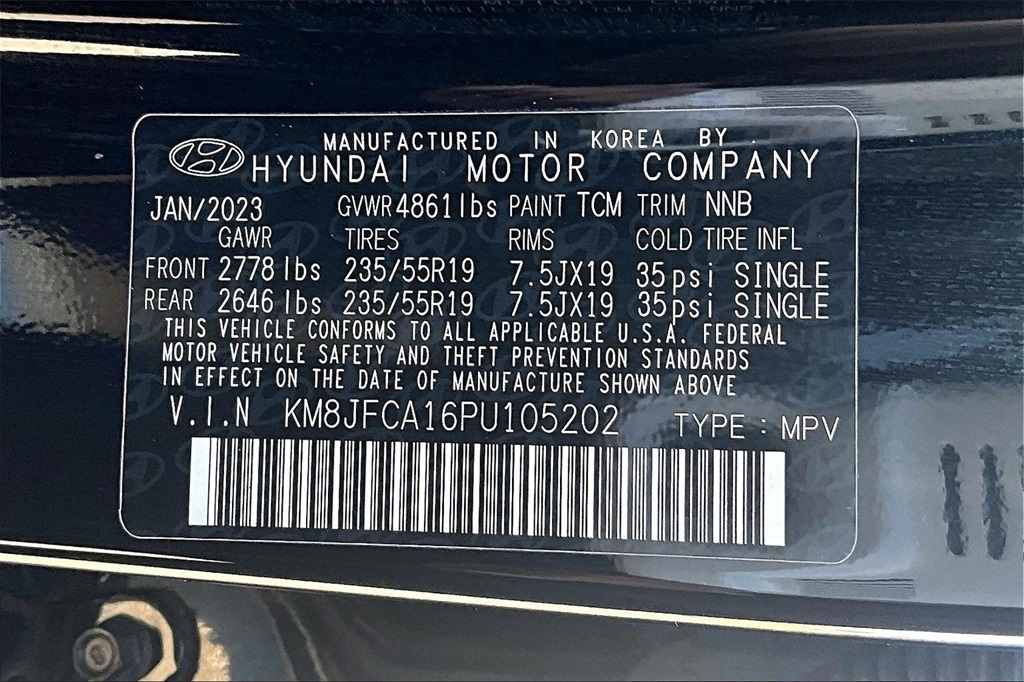 MANUFACTURED IN KOREA BY
HYUNDAI MOTOR COMPANY
JAN/2023 GVWR 4861lbs PAINT TCM TRIM NNB
GAWR TIRES RIMS COLD TIRE INFL
FRONT 2778 lbs 235/55R19 7.5JX19 35psi SINGLE
REAR 2646 lbs 235/55R19 7.5JX19 35psi SINGLE
THIS VEHICLE CONFORMS TO ALL APPLICABLE U.S.A. FEDERAL
MOTOR VEHICLE SAFETY AND THEFT PREVENTION STANDARDS
IN EFFECT ON THE DATE OF MANUFACTURE SHOWN ABOVE
V.I.N KM8JFCA16PU105202 TYPE : MPV